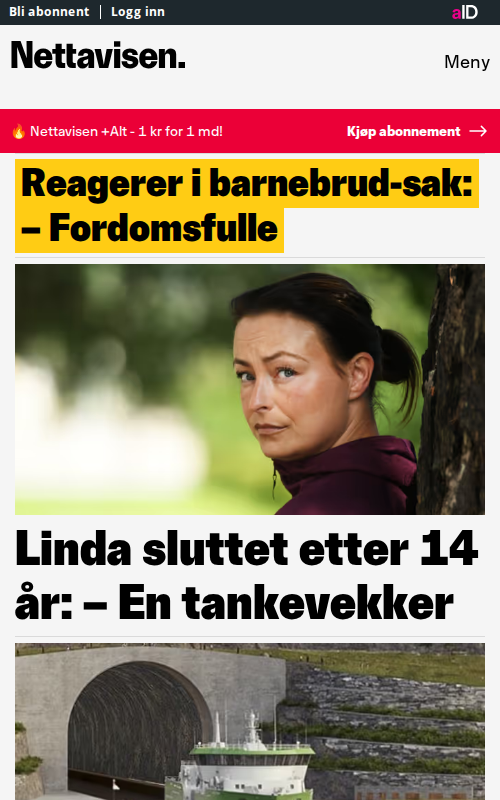 Bli abonnent | Logg inn
aID
Nettavisen.
Meny
🔥 Nettavisen +Alt - 1 kr for 1 md!
Kjøp abonnement →
Reagerer i barnebrud-sak:
– Fordomsfulle
Linda sluttet etter 14
år: – En tankevekker